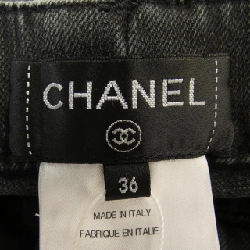 CHANEL
36
MADE IN ITALY
FABRIQUE EN ITALIE